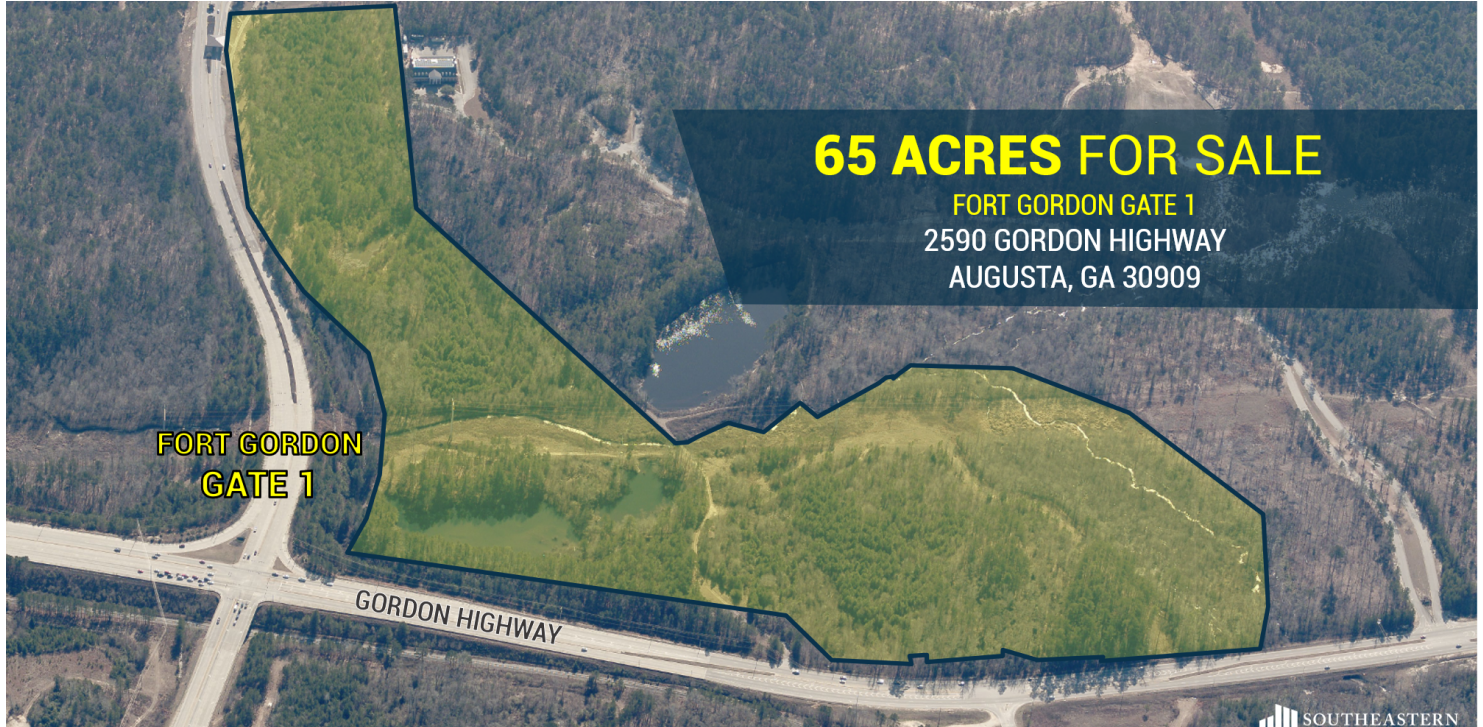 65 ACRES FOR SALE
FORT GORDON GATE 1
2590 GORDON HIGHWAY
AUGUSTA, GA 30909
FORT GORDON
GATE 1
GORDON HIGHWAY
SOUTHEASTERN